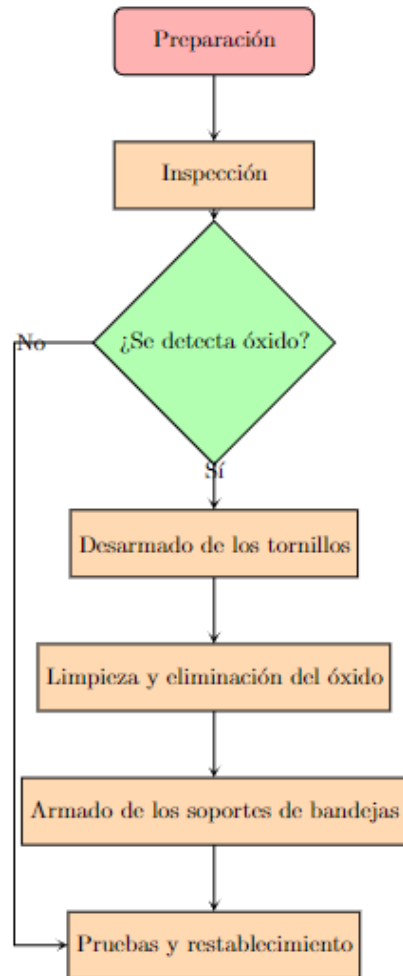 Preparación
Inspección
¿Se detecta óxido?
No
Sí
Desarmado de los tornillos
Limpieza y eliminación del óxido
Armado de los soportes de bandejas
Pruebas y restablecimiento